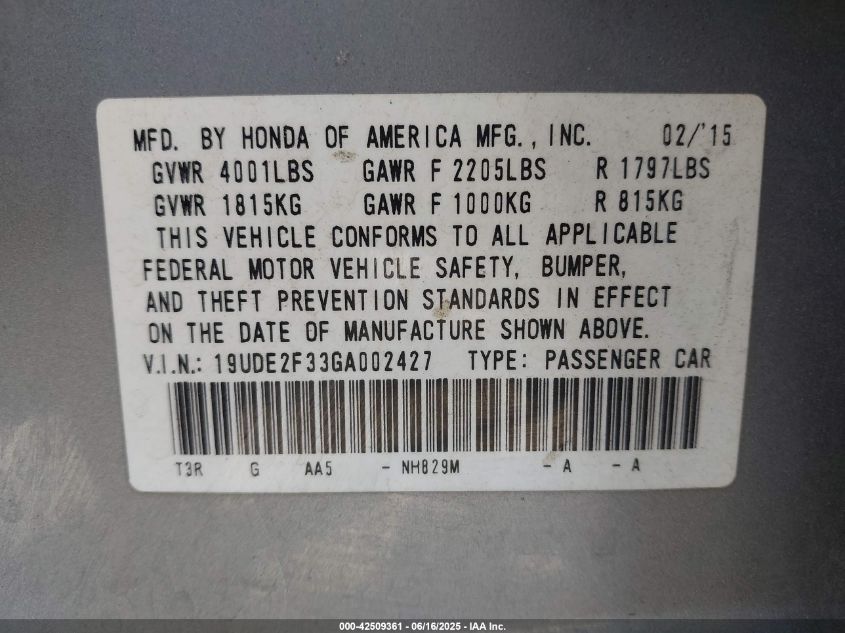 MFD. BY HONDA OF AMERICA MFG., INC. 02/'15
GVWR 4001LBS GAWR F 2205LBS R 1797LBS
GVWR 1815KG GAWR F 1000KG R 815KG
THIS VEHICLE CONFORMS TO ALL APPLICABLE
FEDERAL MOTOR VEHICLE SAFETY, BUMPER,
AND THEFT PREVENTION STANDARDS IN EFFECT
ON THE DATE OF MANUFACTURE SHOWN ABOVE.
V.I.N.: 19UDE2F33GA002427 TYPE: PASSENGER CAR
T3R G AA5 - NH829M - A - A
000-42509361 - 06/16/2025 - IAA Inc.